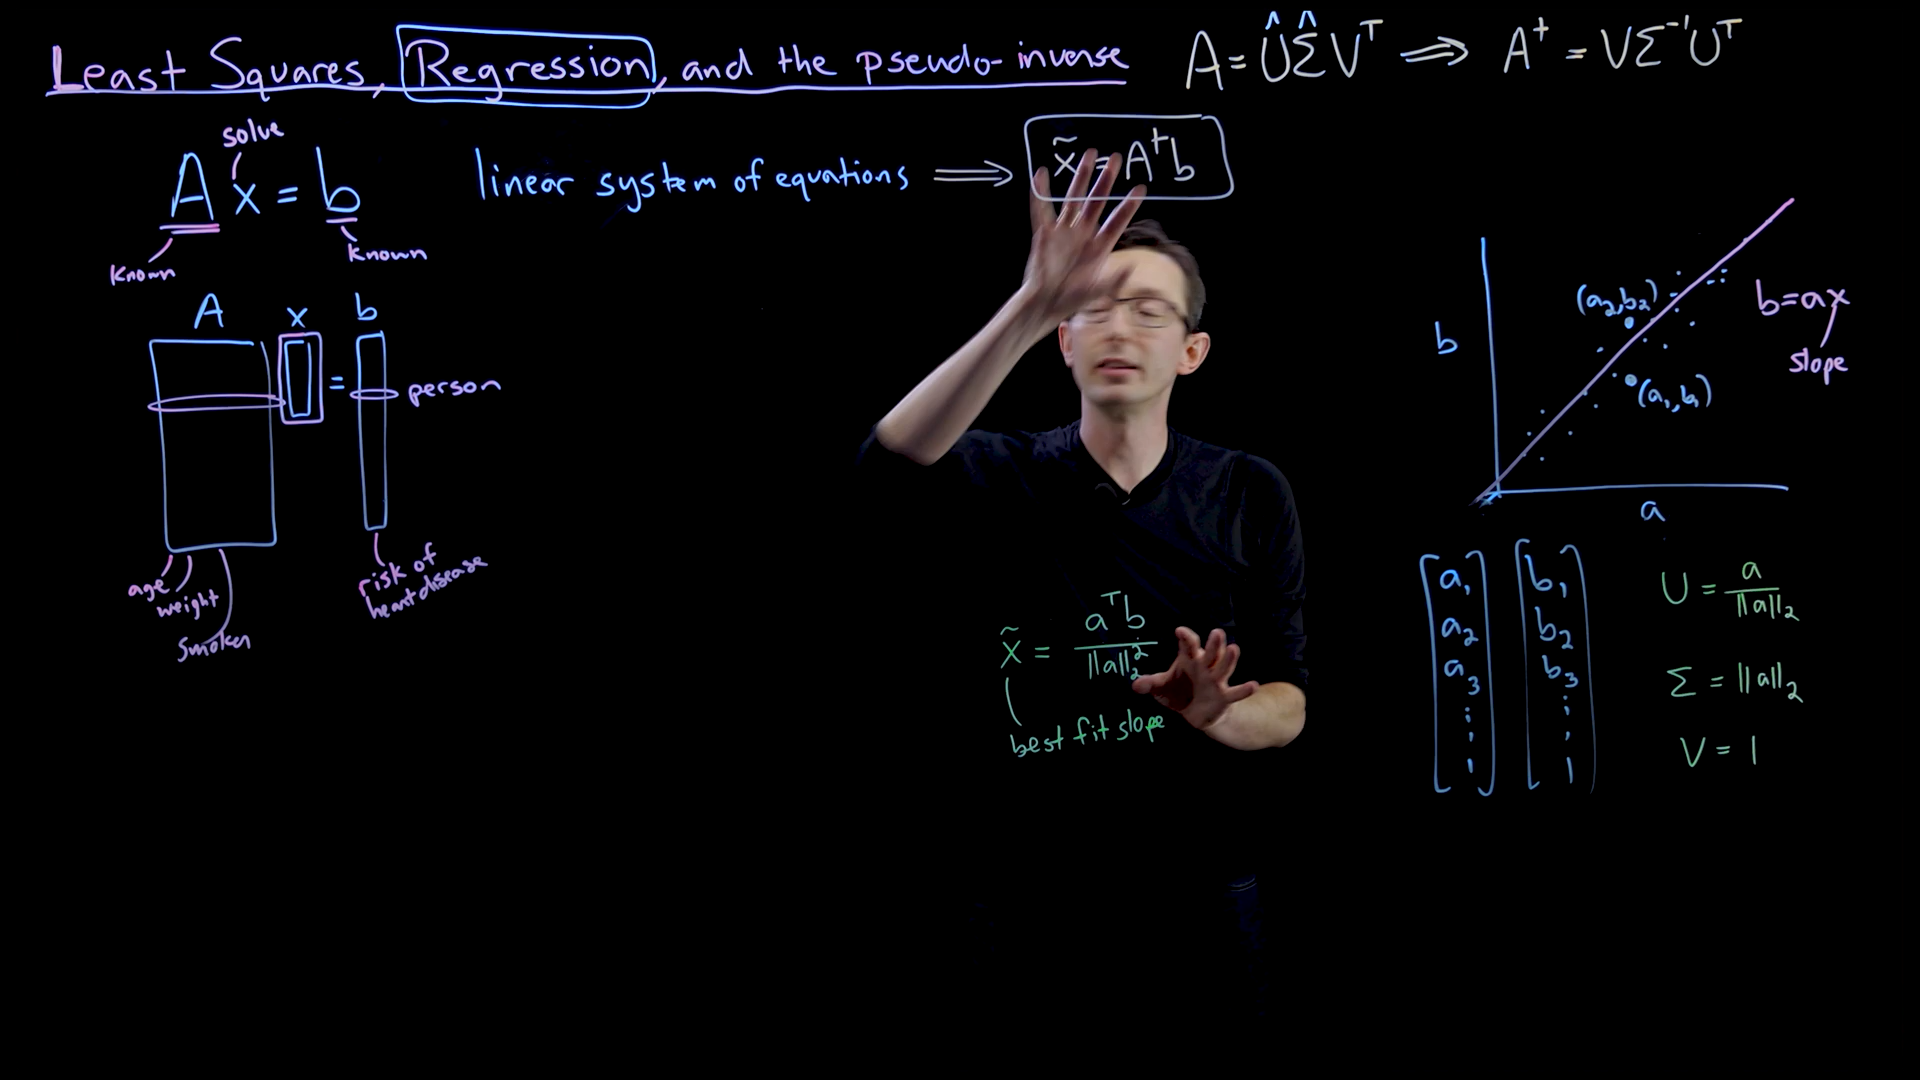 Least Squares, Regression, and the pseudo-inverse
A = ÛΣ̂Vᵀ ⟹ A⁺ = VΣ⁻¹Uᵀ
solve
A x = b
Known
Known
linear system of equations ⟹ x̃ = A⁺b
A x b
=
person
age
weight
Smoker
risk of
heart disease
b
a
(a₂,b₂)
(a₁,b₁)
b=ax
slope
x̃ = aᵀb / ‖a‖₂²
best fit slope
a₁ b₁
a₂ b₂
a₃ b₃
U = a / ‖a‖₂
Σ = ‖a‖₂
V = 1